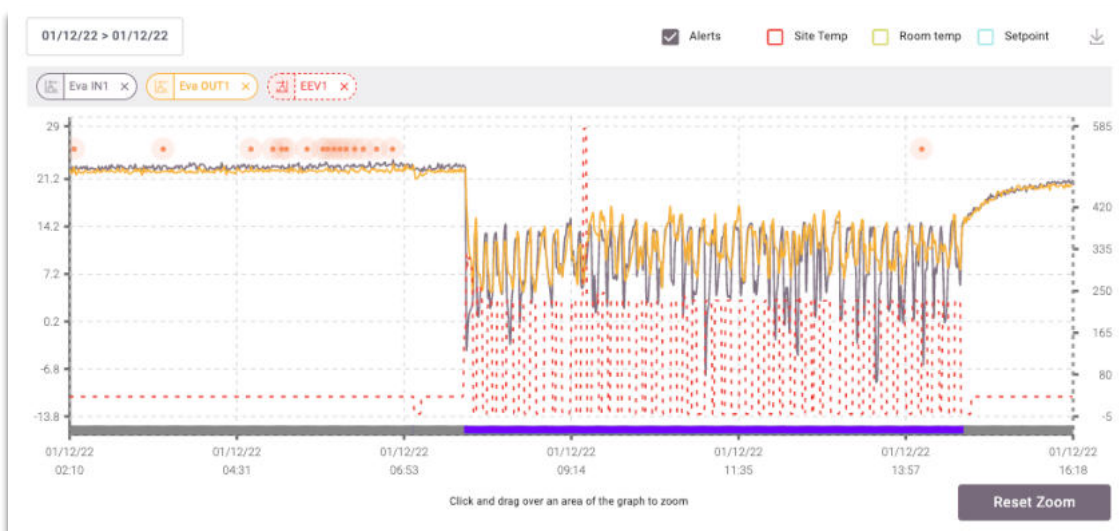 01/12/22 > 01/12/22
Alerts
Site Temp
Room temp
Setpoint
Eva IN1 ×
Eva OUT1 ×
EEV1 ×
29
21.2
14.2
7.2
0.2
-6.8
-13.8
585
420
335
250
165
80
-5
01/12/22
02:10
01/12/22
04:31
01/12/22
06:53
01/12/22
09:14
01/12/22
11:35
01/12/22
13:57
01/12/22
16:18
Click and drag over an area of the graph to zoom
Reset Zoom